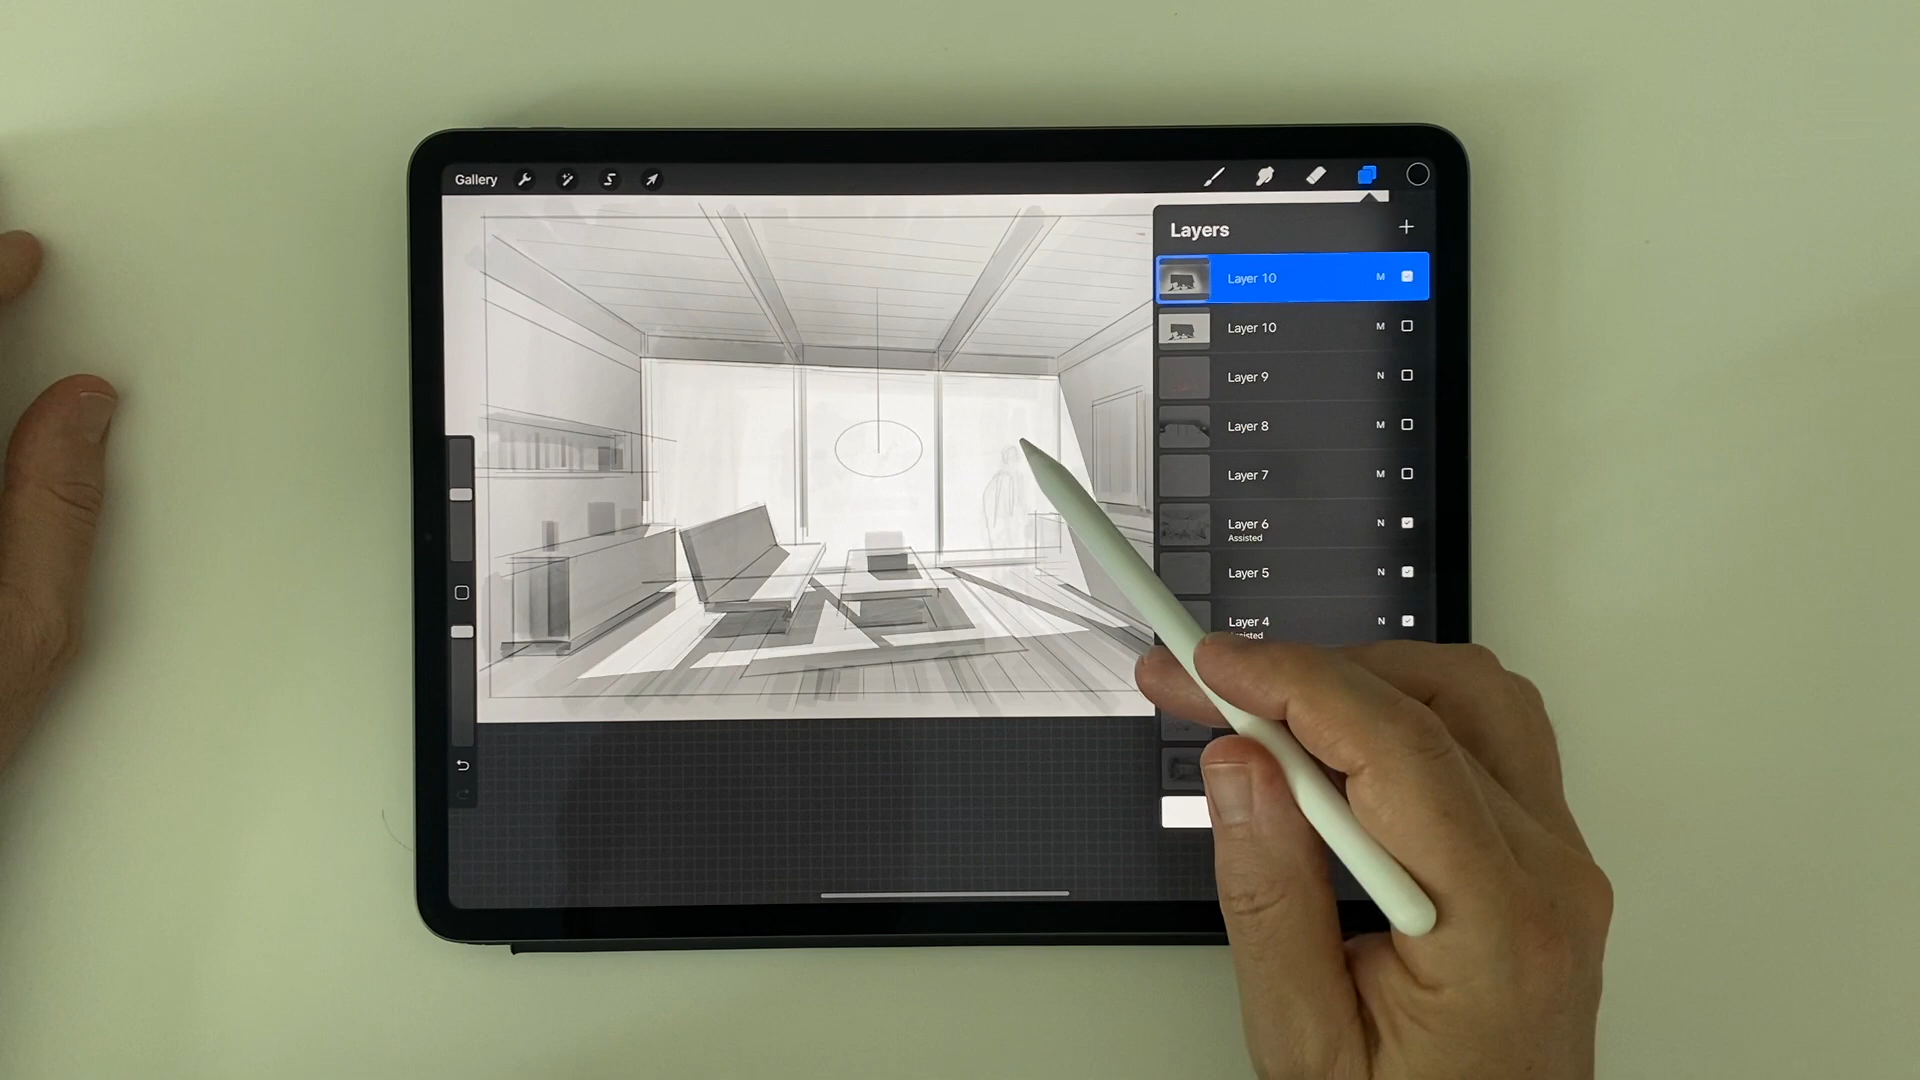 Gallery
Layers
Layer 10 M
Layer 10 M
Layer 9 N
Layer 8 M
Layer 7 M
Layer 6 N
Assisted
Layer 5 N
Layer 4 N
Assisted